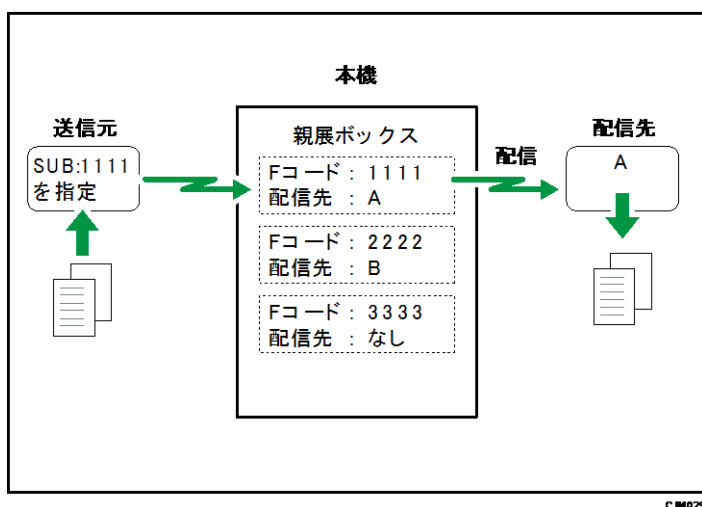 本機
送信元
SUB:1111
を指定
親展ボックス
Fコード：1111
配信先：A
Fコード：2222
配信先：B
Fコード：3333
配信先：なし
配信
配信先
A